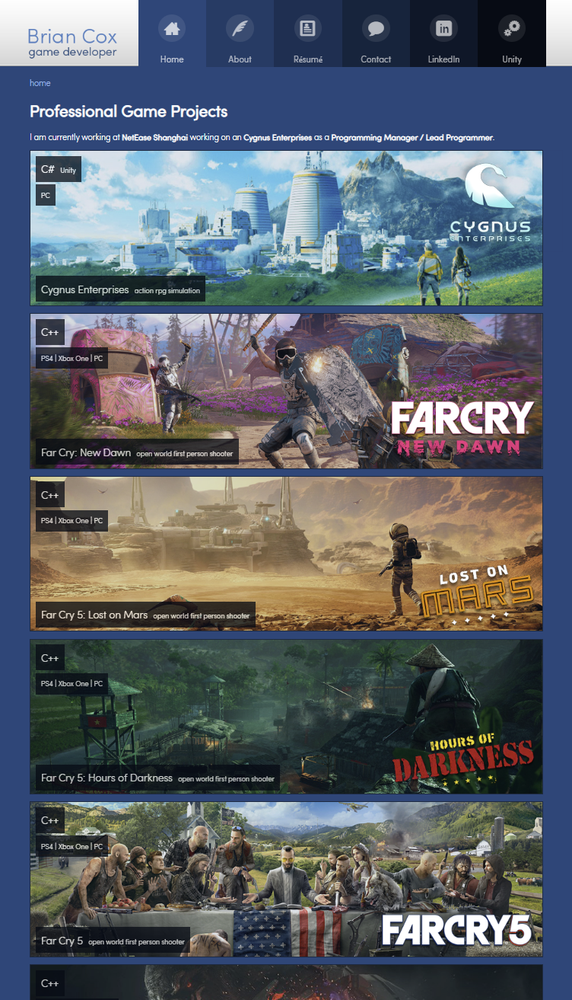 Brian Cox
game developer
Home
About
Résumé
Contact
LinkedIn
Unity
home
Professional Game Projects
I am currently working at NetEase Shanghai working on an Cygnus Enterprises as a Programming Manager / Lead Programmer.
C# Unity
PC
CYGNUS
ENTERPRISES
Cygnus Enterprises action rpg simulation
C++
PS4 | Xbox One | PC
FARCRY
NEW DAWN
Far Cry: New Dawn open world first person shooter
C++
PS4 | Xbox One | PC
LOST ON
MARS
Far Cry 5: Lost on Mars open world first person shooter
C++
PS4 | Xbox One | PC
HOURS OF
DARKNESS
Far Cry 5: Hours of Darkness open world first person shooter
C++
PS4 | Xbox One | PC
FARCRY5
Far Cry 5 open world first person shooter
C++